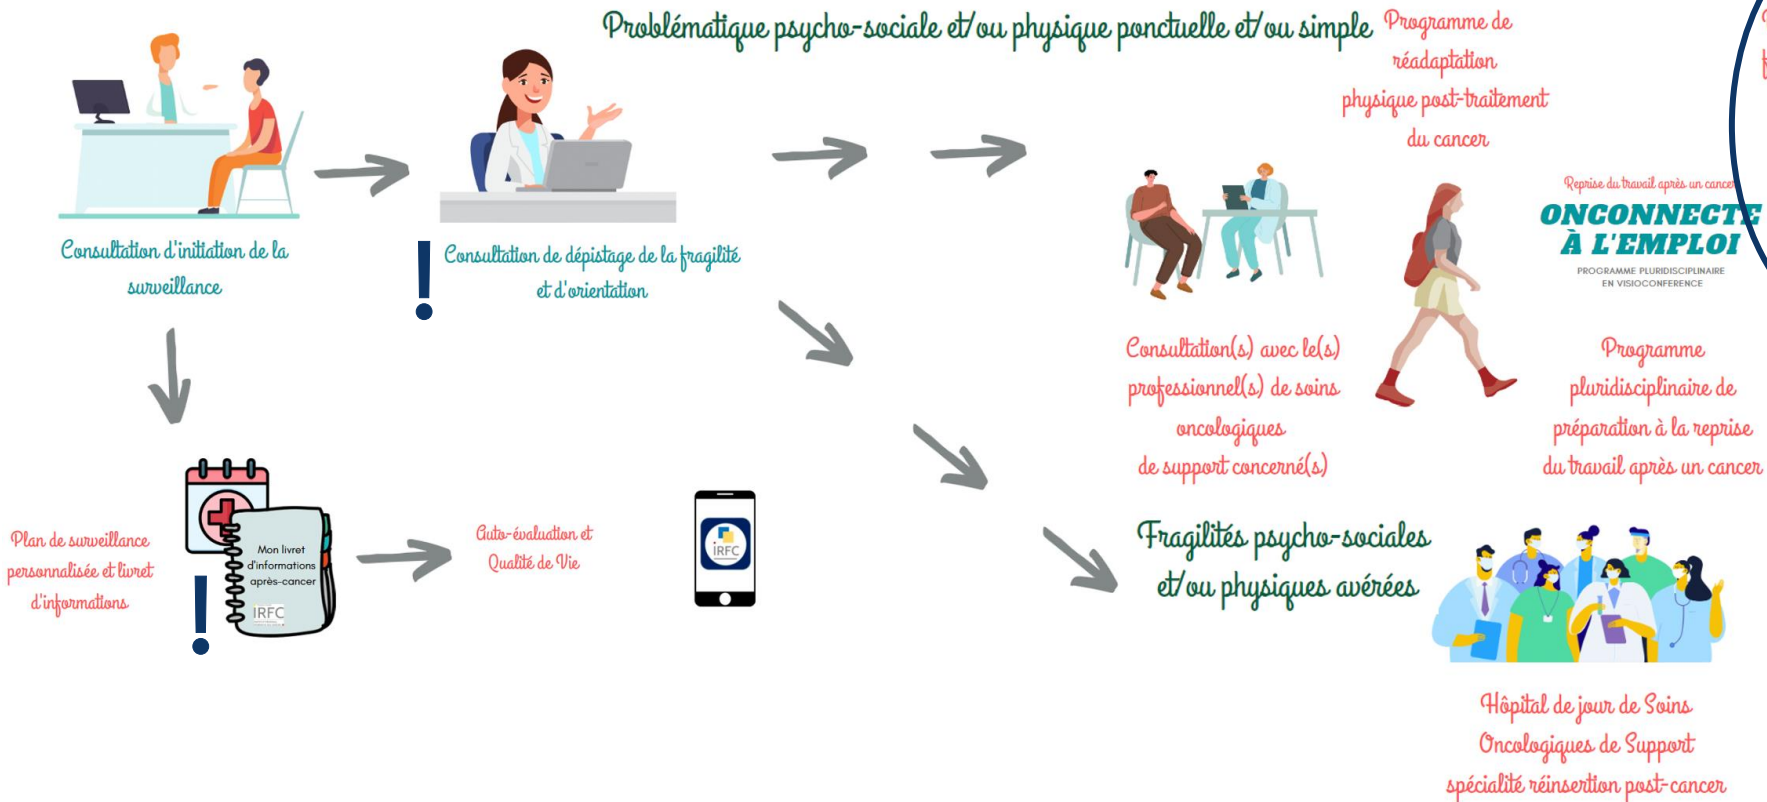 Problématique psycho-sociale et/ou physique ponctuelle et/ou simple
Programme de
réadaptation
physique post-traitement
du cancer
Consultation d'initiation de la
surveillance
Consultation de dépistage de la fragilité
et d'orientation
!
Reprise du travail après un cancer
ONCONNECTE
À L'EMPLOI
PROGRAMME PLURIDISCIPLINAIRE
EN VISIOCONFERENCE
Consultation(s) avec le(s)
professionnel(s) de soins
oncologiques
de support concerné(s)
Programme
pluridisciplinaire de
préparation à la reprise
du travail après un cancer
Plan de surveillance
personnalisée et livret
d'informations
!
Mon livret
d'informations
après-cancer
IRFC
Auto-évaluation et
Qualité de Vie
iRFC
Fragilités psycho-sociales
et/ou physiques avérées
Hôpital de jour de Soins
Oncologiques de Support
spécialité réinsertion post-cancer